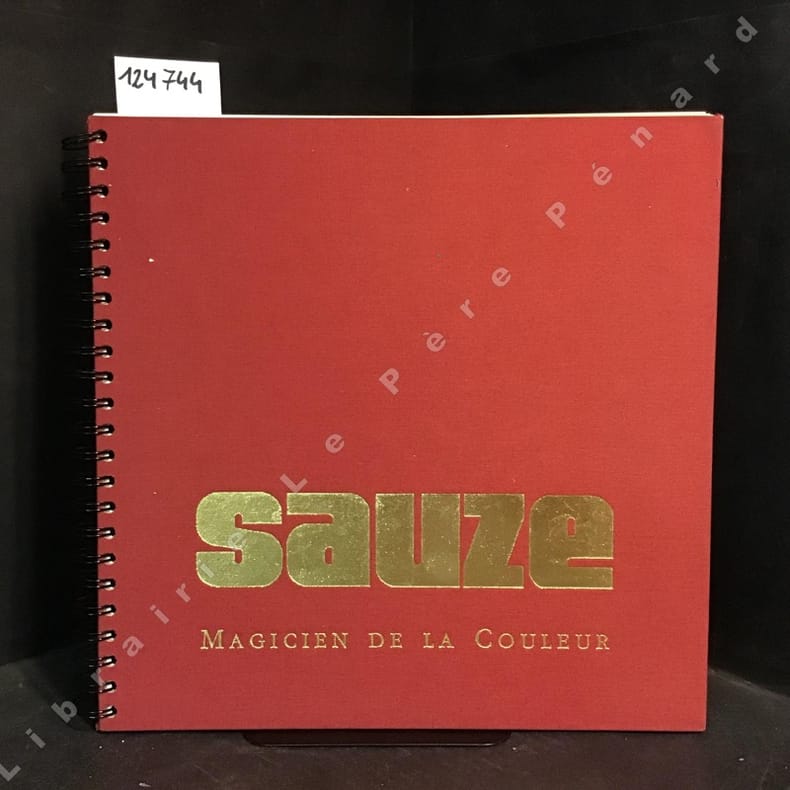 124744
sauze
MAGICIEN DE LA COULEUR
Librairie Le Père Pénard